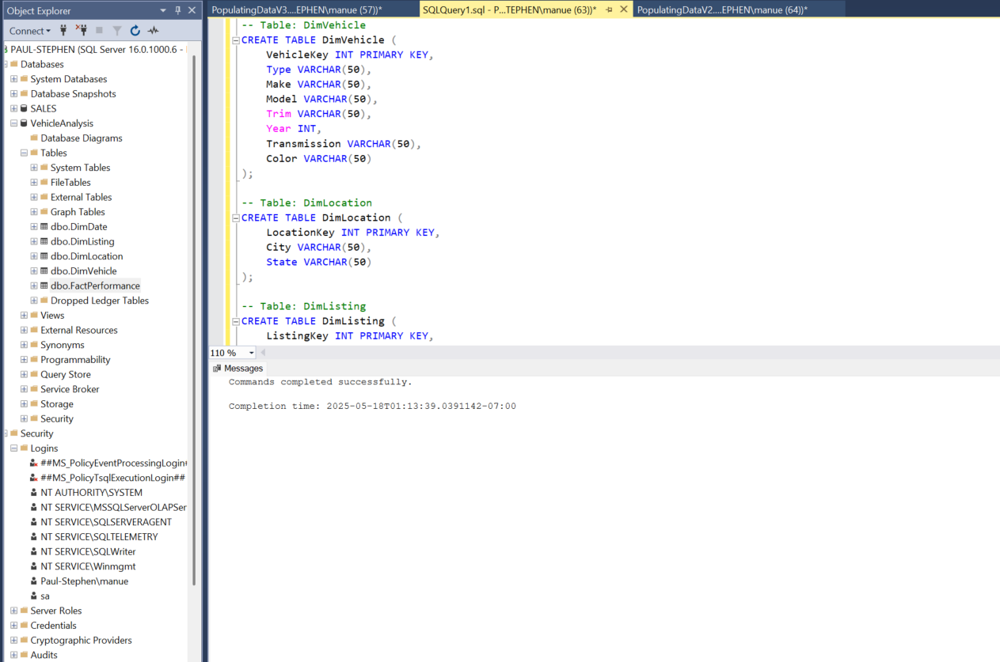 Object Explorer
Connect
PAUL-STEPHEN (SQL Server 16.0.1000.6 -
Databases
System Databases
Database Snapshots
SALES
VehicleAnalysis
Database Diagrams
Tables
System Tables
FileTables
External Tables
Graph Tables
dbo.DimDate
dbo.DimListing
dbo.DimLocation
dbo.DimVehicle
dbo.FactPerformance
Dropped Ledger Tables
Views
External Resources
Synonyms
Programmability
Query Store
Service Broker
Storage
Security
Security
Logins
##MS_PolicyEventProcessingLogin#
##MS_PolicyTsqlExecutionLogin##
NT AUTHORITY\SYSTEM
NT SERVICE\MSSQLServerOLAPSer
NT SERVICE\SQLSERVERAGENT
NT SERVICE\SQLTELEMETRY
NT SERVICE\SQLWriter
NT SERVICE\Winmgmt
Paul-Stephen\manue
sa
Server Roles
Credentials
Cryptographic Providers
Audits
PopulatingDataV3....EPHEN\manue (57))*
SQLQuery1.sql - P...TEPHEN\manue (63))*
PopulatingDataV2....EPHEN\manue (64))*
-- Table: DimVehicle
CREATE TABLE DimVehicle (
VehicleKey INT PRIMARY KEY,
Type VARCHAR(50),
Make VARCHAR(50),
Model VARCHAR(50),
Trim VARCHAR(50),
Year INT,
Transmission VARCHAR(50),
Color VARCHAR(50)
);
-- Table: DimLocation
CREATE TABLE DimLocation (
LocationKey INT PRIMARY KEY,
City VARCHAR(50),
State VARCHAR(50)
);
-- Table: DimListing
CREATE TABLE DimListing (
ListingKey INT PRIMARY KEY,
110 %
Messages
Commands completed successfully.
Completion time: 2025-05-18T01:13:39.0391142-07:00